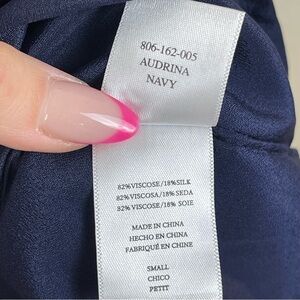 806-162-005
AUDRINA
NAVY
82%VISCOSE/18%SILK
82%VISCOSA/18%SEDA
82%VISCOSE/18% SOIE
MADE IN CHINA
HECHO EN CHINA
FABRIQUÉ EN CHINE
SMALL
CHICO
PETIT